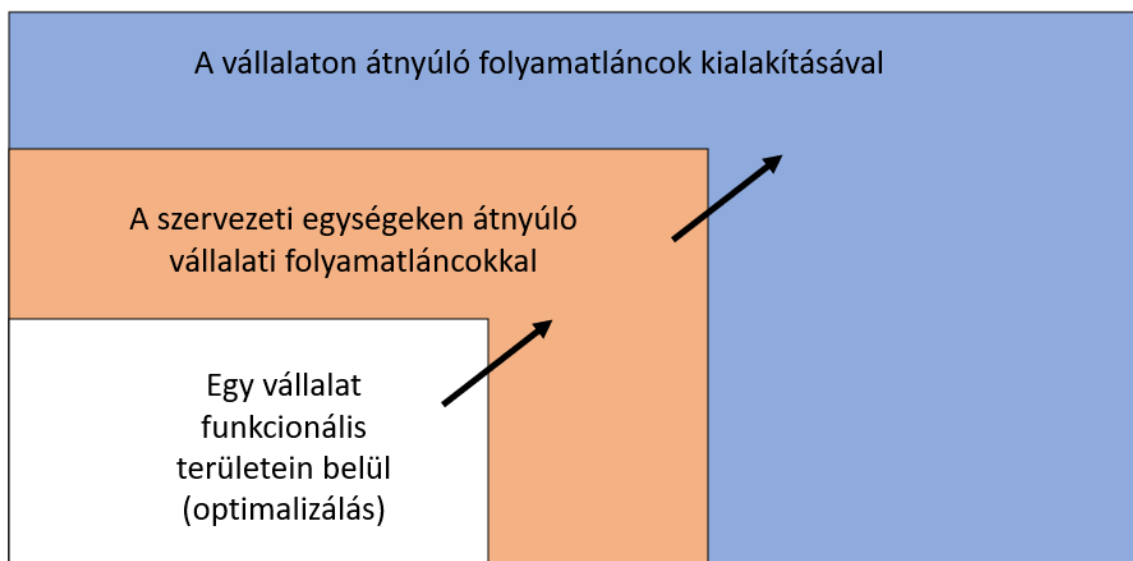 A vállalaton átnyúló folyamatláncok kialakításával
A szervezeti egységeken átnyúló
vállalati folyamatláncokkal
Egy vállalat
funkcionális
területein belül
(optimalizálás)